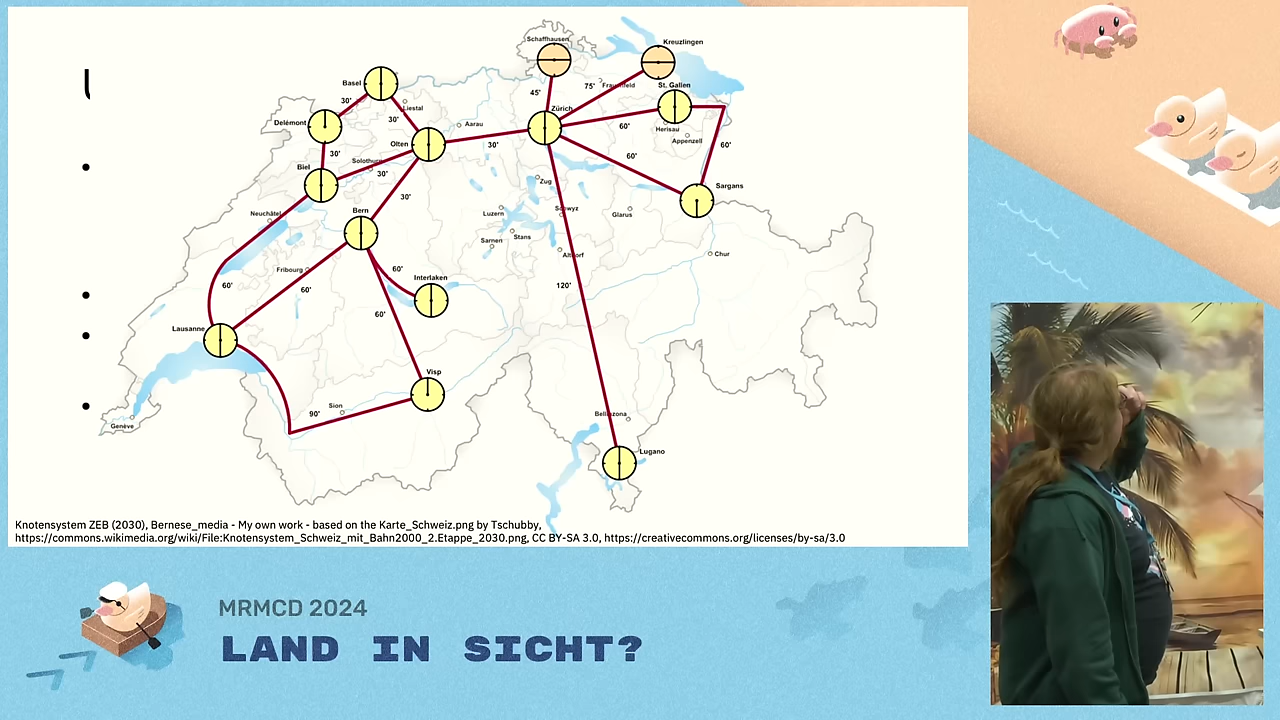 Schaffhausen
Kreuzlingen
Basel
45'
75'
Frauenfeld
St. Gallen
30'
Liestal
Zürich
Delémont
30'
Aarau
Olten
60'
Herisau
Appenzell
30'
30'
60'
60'
Solothurn
Biel
30'
Zug
Sargans
30'
Bern
Neuchâtel
Luzern
Schwyz
Glarus
Stans
Sarnen
Altdorf
Chur
Fribourg
60'
Interlaken
60'
60'
120'
60'
Lausanne
Visp
Sion
90'
Bellinzona
Genève
Lugano
Knotensystem ZEB (2030), Bernese_media - My own work - based on the Karte_Schweiz.png by Tschubby,
https://commons.wikimedia.org/wiki/File:Knotensystem_Schweiz_mit_Bahn2000_2.Etappe_2030.png, CC BY-SA 3.0, https://creativecommons.org/licenses/by-sa/3.0
MRMCD 2024
LAND IN SICHT?